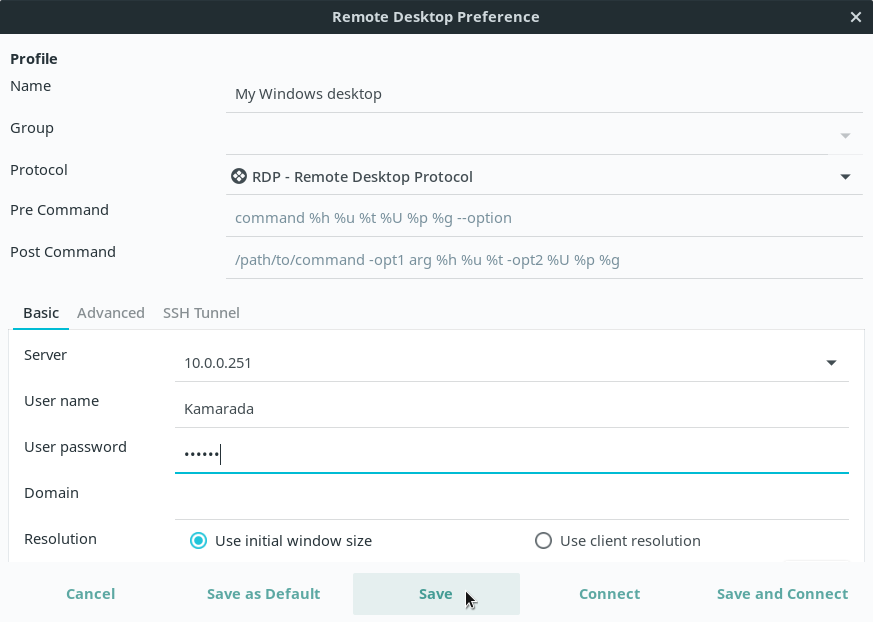 Remote Desktop Preference
Profile
Name My Windows desktop
Group
Protocol RDP - Remote Desktop Protocol
Pre Command command %h %u %t %U %p %g --option
Post Command /path/to/command -opt1 arg %h %u %t -opt2 %U %p %g
Basic Advanced SSH Tunnel
Server 10.0.0.251
User name Kamarada
User password ••••••
Domain
Resolution Use initial window size Use client resolution
Cancel Save as Default Save Connect Save and Connect